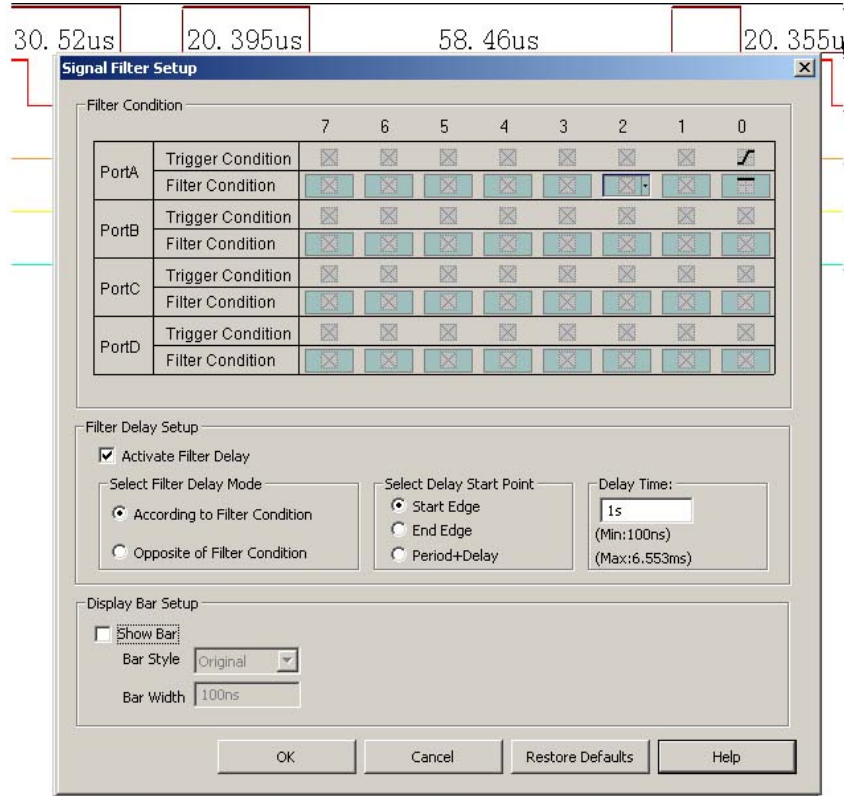 30.52us 20.395us 58.46us 20.355u
Signal Filter Setup
Filter Condition
7 6 5 4 3 2 1 0
PortA Trigger Condition
Filter Condition
PortB Trigger Condition
Filter Condition
PortC Trigger Condition
Filter Condition
PortD Trigger Condition
Filter Condition
Filter Delay Setup
Activate Filter Delay
Select Filter Delay Mode Select Delay Start Point Delay Time:
According to Filter Condition Start Edge 1s
End Edge (Min:100ns)
Opposite of Filter Condition Period+Delay (Max:6.553ms)
Display Bar Setup
Show Bar
Bar Style Original
Bar Width 100ns
OK Cancel Restore Defaults Help